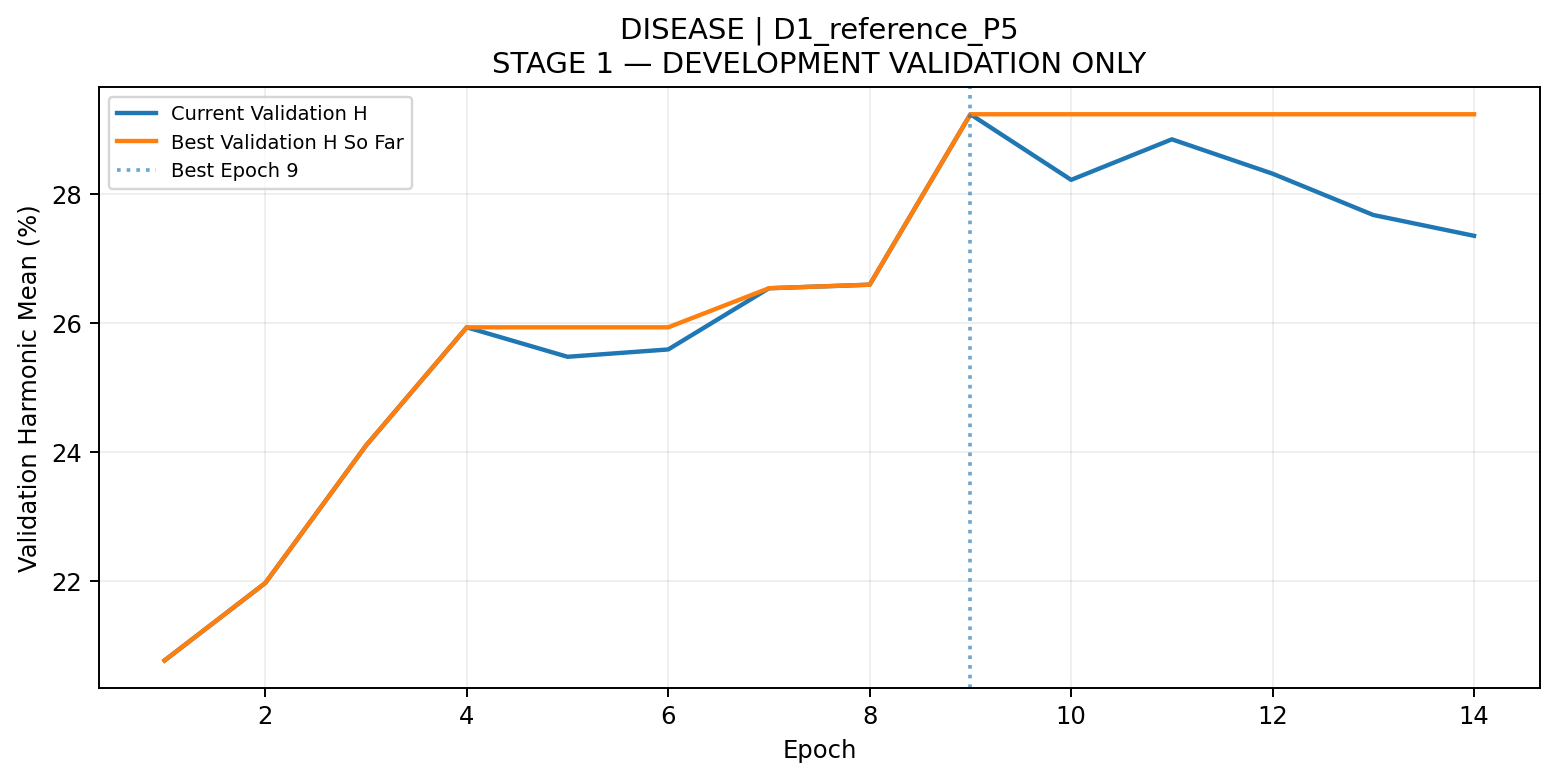 DISEASE | D1_reference_P5
STAGE 1 — DEVELOPMENT VALIDATION ONLY
Current Validation H
Best Validation H So Far
Best Epoch 9
Validation Harmonic Mean (%)
28
26
24
22
2 4 6 8 10 12 14
Epoch